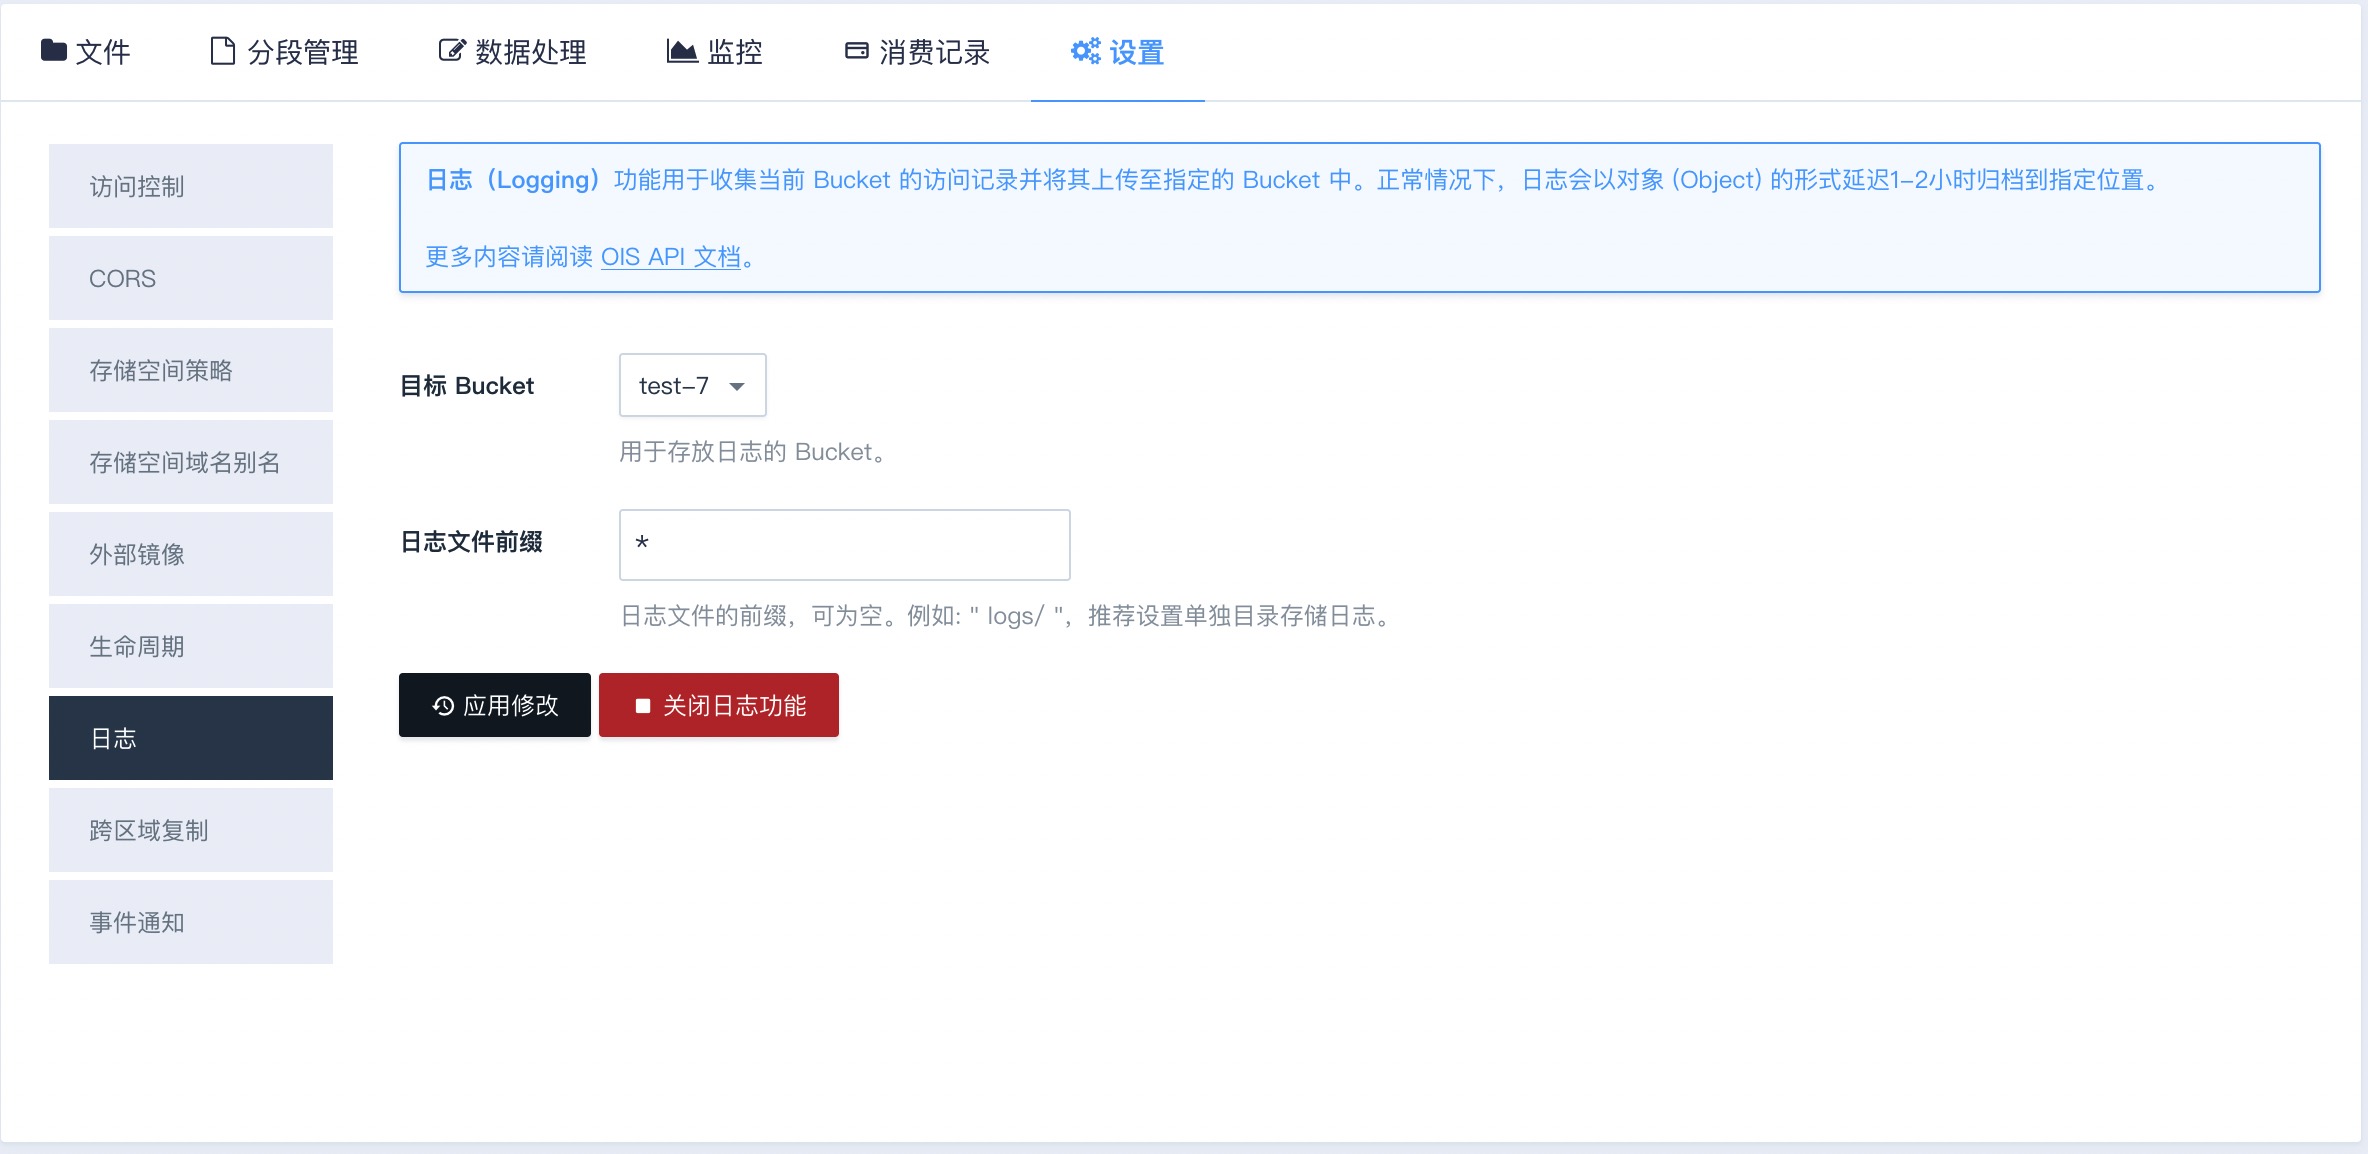 文件 分段管理 数据处理 监控 消费记录 设置
访问控制
CORS
存储空间策略
存储空间域名别名
外部镜像
生命周期
日志
跨区域复制
事件通知
日志（Logging）功能用于收集当前 Bucket 的访问记录并将其上传至指定的 Bucket 中。正常情况下，日志会以对象 (Object) 的形式延迟1-2小时归档到指定位置。
更多内容请阅读 OIS API 文档。
目标 Bucket test-7
用于存放日志的 Bucket。
日志文件前缀 *
日志文件的前缀，可为空。例如: " logs/ "，推荐设置单独目录存储日志。
应用修改 关闭日志功能